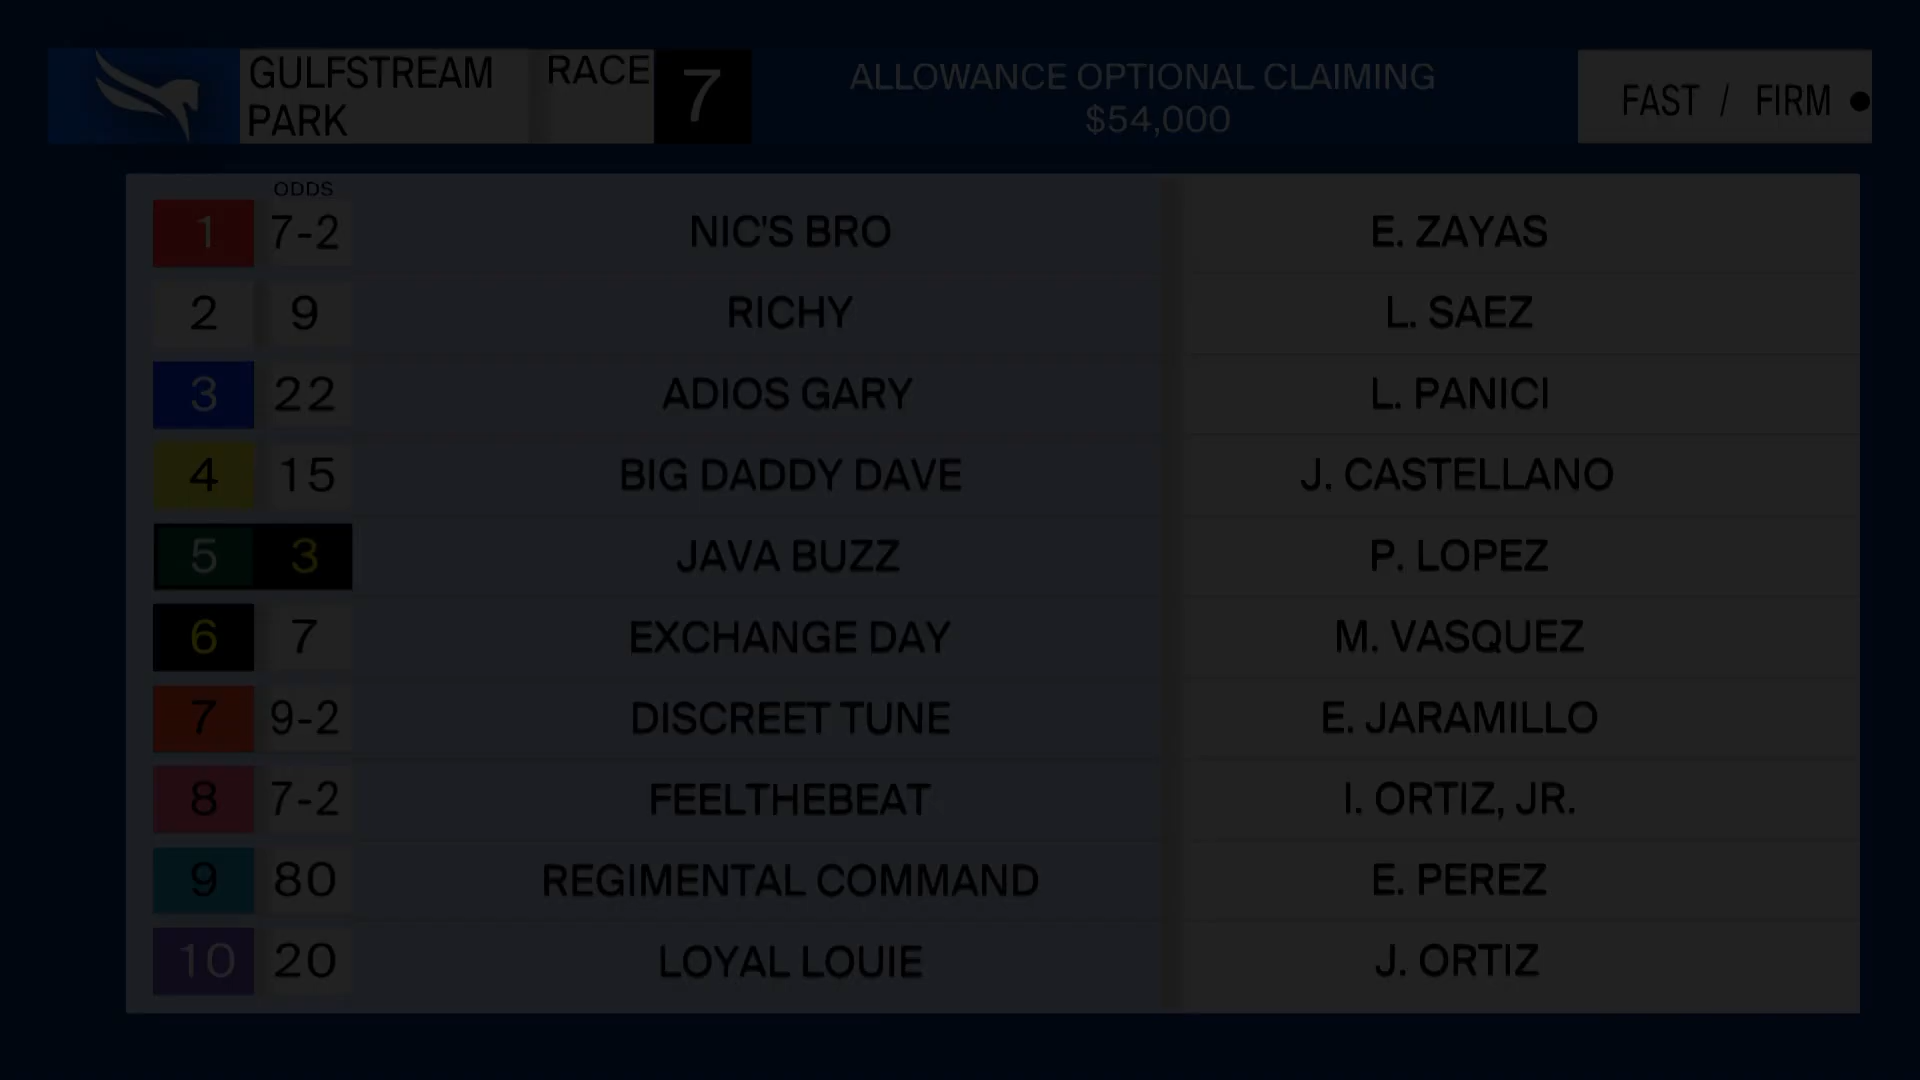 GULFSTREAM PARK
RACE 7
ALLOWANCE OPTIONAL CLAIMING
$54,000
FAST / FIRM
ODDS
1 7-2 NIC'S BRO E. ZAYAS
2 9 RICHY L. SAEZ
3 22 ADIOS GARY L. PANICI
4 15 BIG DADDY DAVE J. CASTELLANO
5 3 JAVA BUZZ P. LOPEZ
6 7 EXCHANGE DAY M. VASQUEZ
7 9-2 DISCREET TUNE E. JARAMILLO
8 7-2 FEELTHEBEAT I. ORTIZ, JR.
9 80 REGIMENTAL COMMAND E. PEREZ
10 20 LOYAL LOUIE J. ORTIZ